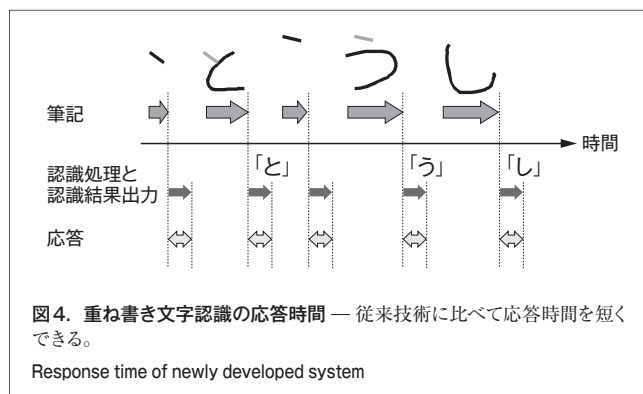 筆記
時間
認識処理と
認識結果出力
「と」
「う」
「し」
応答
図4．重ね書き文字認識の応答時間 — 従来技術に比べて応答時間を短く
できる。
Response time of newly developed system